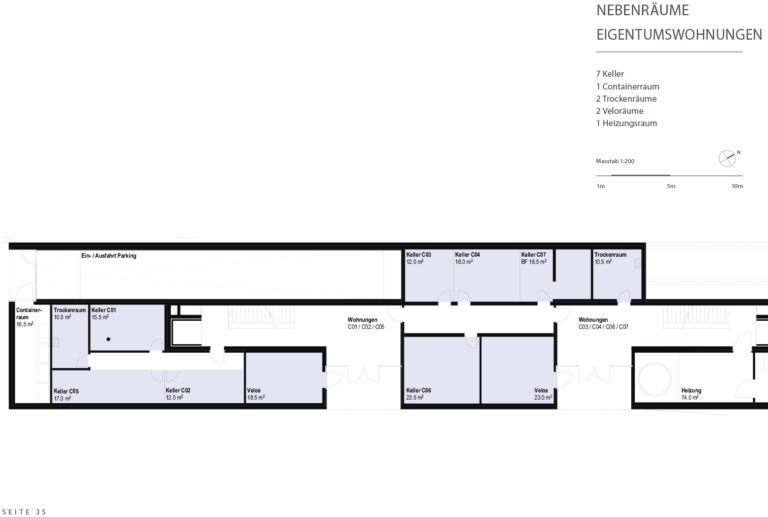 NEBENRÄUME
EIGENTUMSWOHNUNGEN
7 Keller
1 Containerraum
2 Trockenräume
2 Veloräume
1 Heizungsraum
Masstab 1:200
N
1m 5m 10m
Ein- / Ausfahrt Parking
Keller C03
12.0 m²
Keller C04
16.0 m²
Keller C07
BF 16.5 m²
Trockenraum
10.5 m²
Container-
raum
16.5 m²
Trockenraum
10.5 m²
Keller C01
15.5 m²
Wohnungen
C01 / C02 / C05
Wohnungen
C03 / C04 / C06 / C07
Keller C05
17.0 m²
Keller C02
12.0 m²
Velos
18.5 m²
Keller C06
23.5 m²
Velos
23.0 m²
Heizung
74.0 m²
SEITE 35